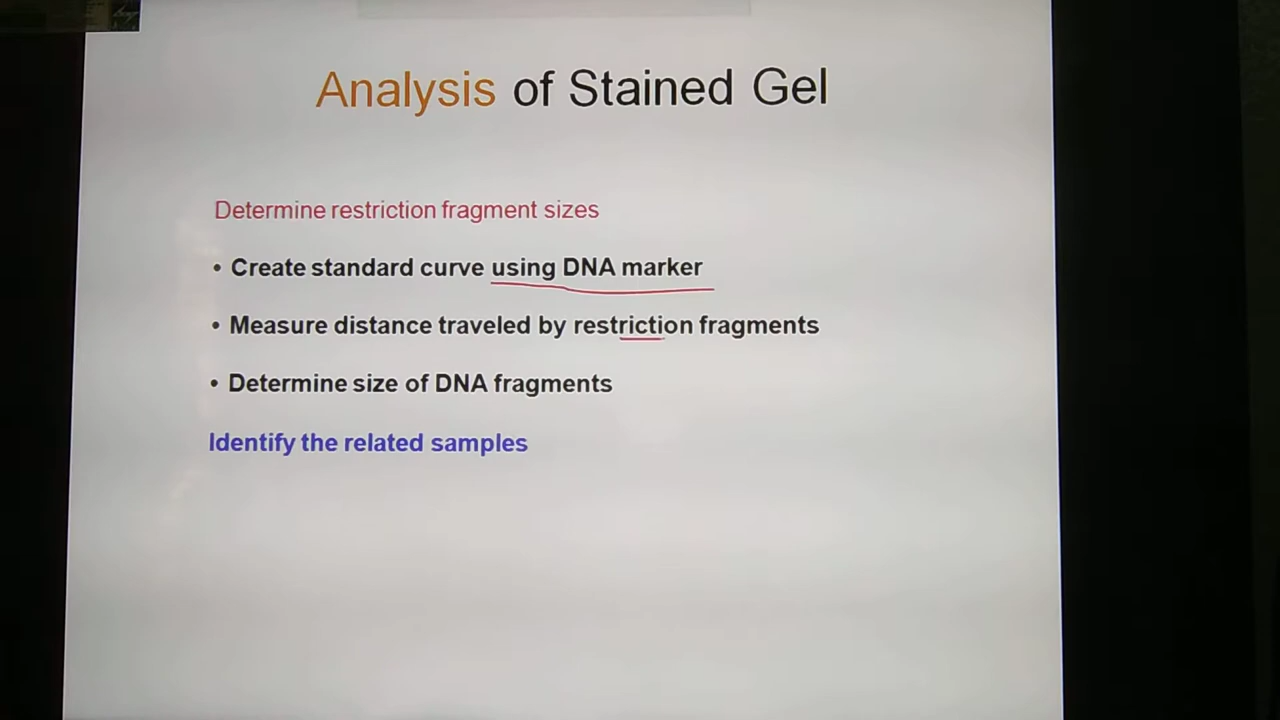 Analysis of Stained Gel
Determine restriction fragment sizes
• Create standard curve using DNA marker
• Measure distance traveled by restriction fragments
• Determine size of DNA fragments
Identify the related samples